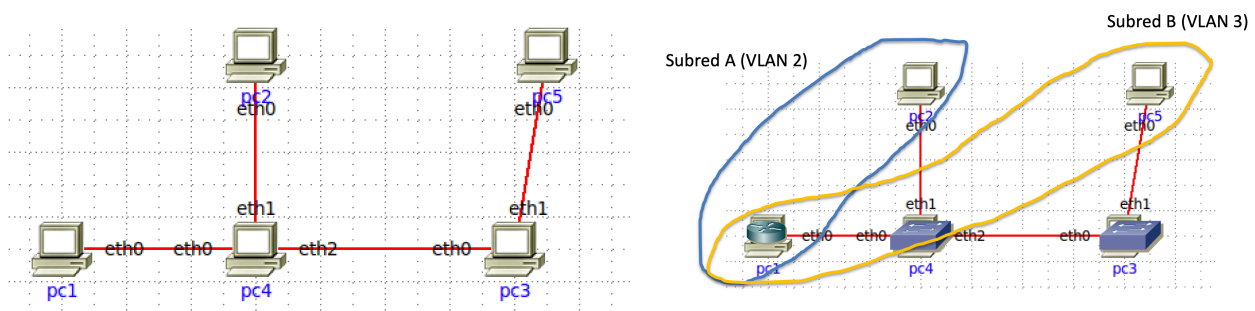 pc2
eth0
pc5
eth0
eth1
eth1
eth0
eth0
eth2
eth0
pc1
pc4
pc3
Subred B (VLAN 3)
Subred A (VLAN 2)
pc2
eth0
pc5
eth0
eth1
eth1
eth0
eth0
eth2
eth0
pc1
pc4
pc3